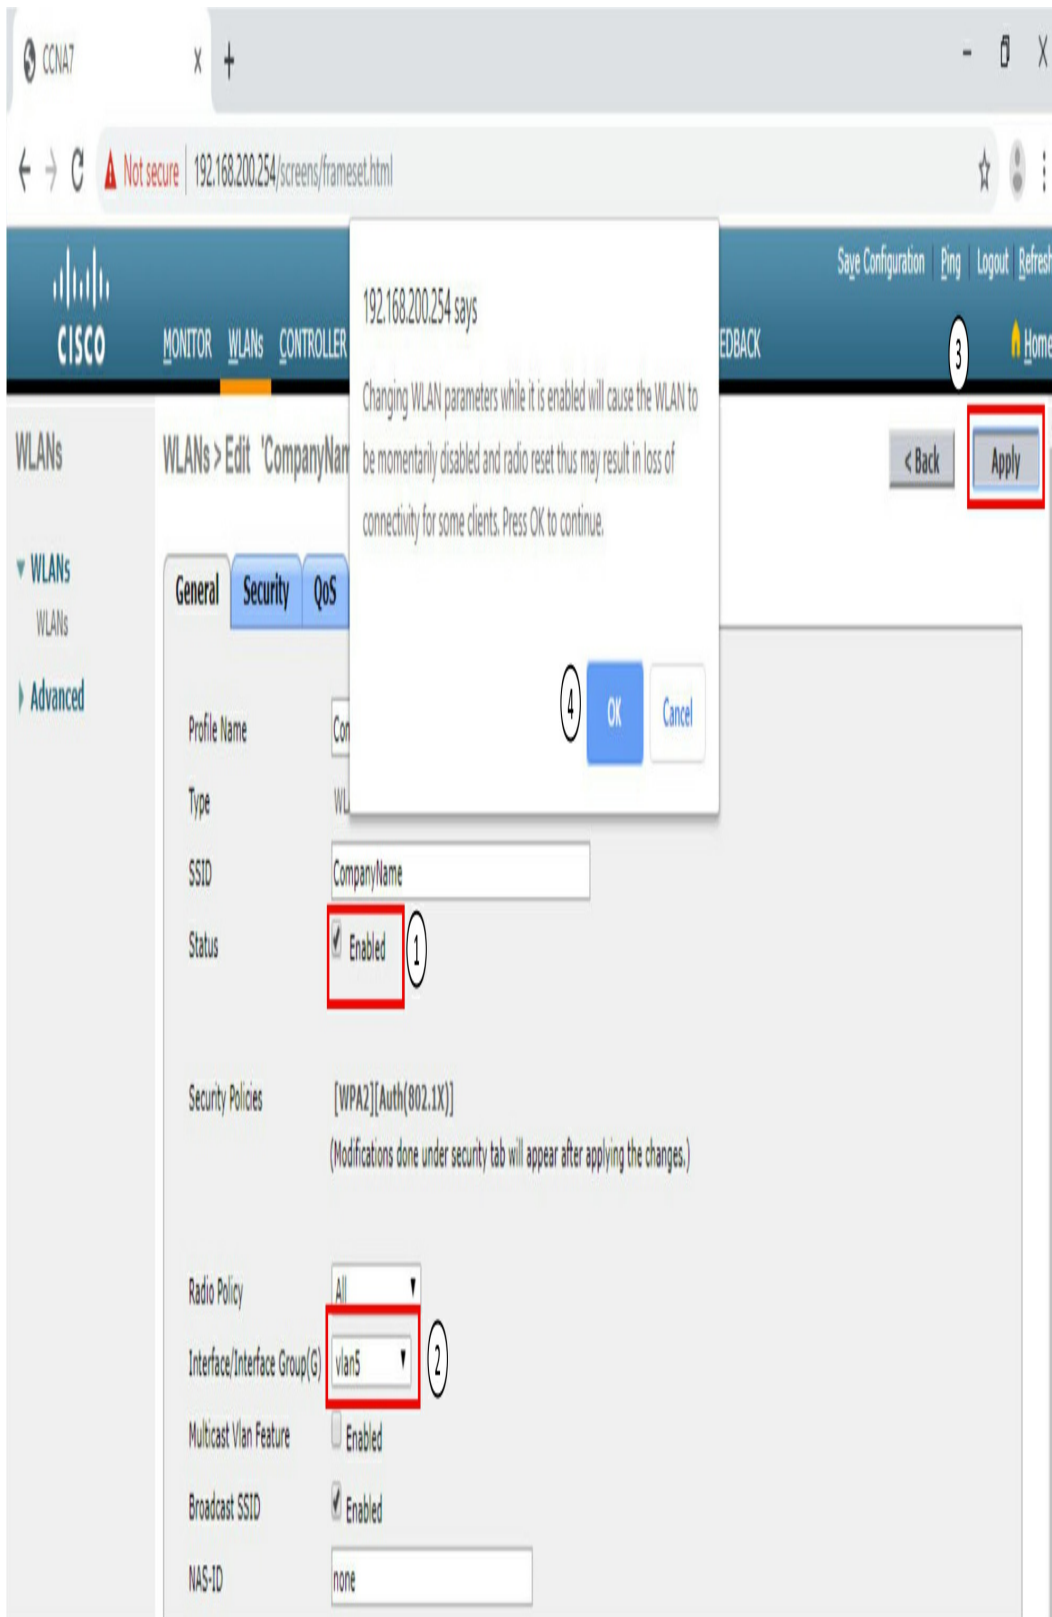 CCNA7 x +
Not secure 192.168.200.254/screens/frameset.html
Save Configuration Ping Logout Refresh
CISCO
MONITOR WLANs CONTROLLER EDBACK
3
Home
192.168.200.254 says
Changing WLAN parameters while it is enabled will cause the WLAN to
be momentarily disabled and radio reset thus may result in loss of
connectivity for some clients. Press OK to continue.
4 OK Cancel
WLANs
WLANs > Edit 'CompanyNam
< Back Apply
WLANs
WLANs
Advanced
General Security QoS
Profile Name Con
Type WLA
SSID CompanyName
Status Enabled 1
Security Policies [WPA2][Auth(802.1X)]
(Modifications done under security tab will appear after applying the changes.)
Radio Policy All
Interface/Interface Group(G) vlan5 2
Multicast Vlan Feature Enabled
Broadcast SSID Enabled
NAS-ID none